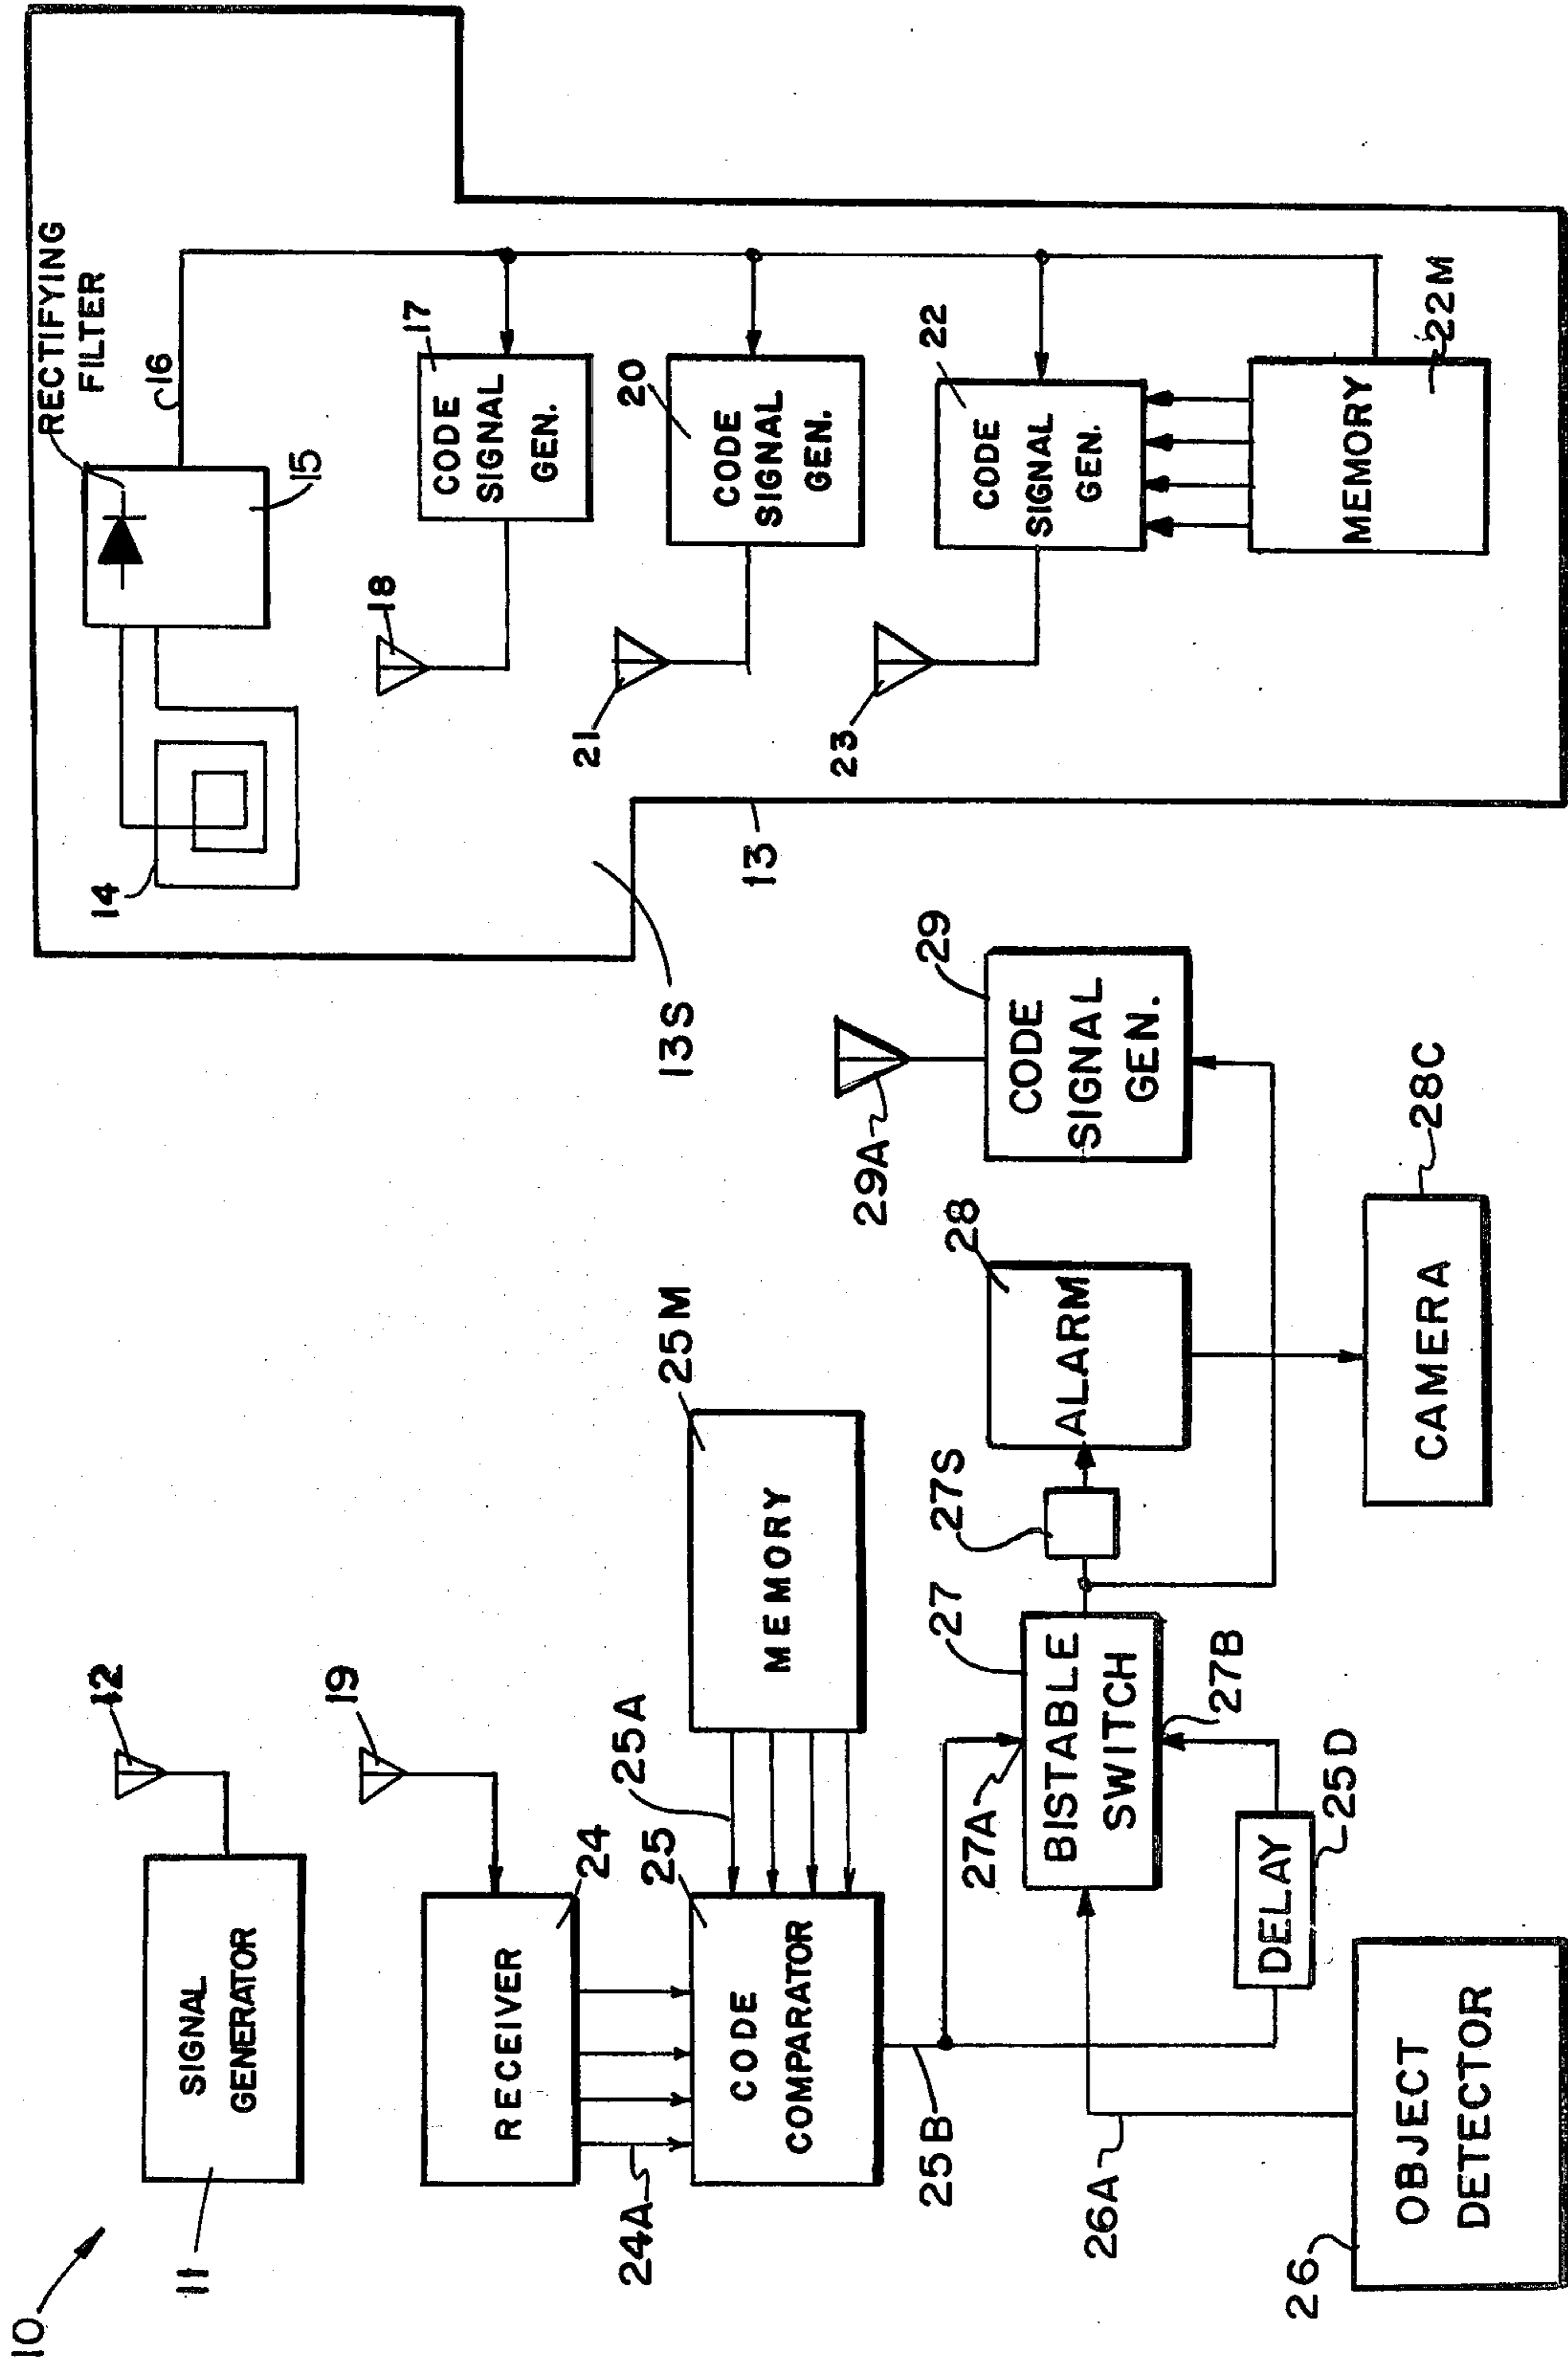 10
11
SIGNAL
GENERATOR
12
19
RECEIVER
24
24A
CODE
COMPARATOR
25
25A
MEMORY
25M
25B
26A
26
OBJECT
DETECTOR
DELAY
25D
27A
BISTABLE
SWITCH
27
27B
27S
ALARM
28
CAMERA
28C
29A
CODE
SIGNAL
GEN.
29
13S
13
14
15
RECTIFYING
FILTER
16
18
CODE
SIGNAL
GEN.
17
21
CODE
SIGNAL
GEN.
20
23
CODE
SIGNAL
GEN.
22
MEMORY
22M